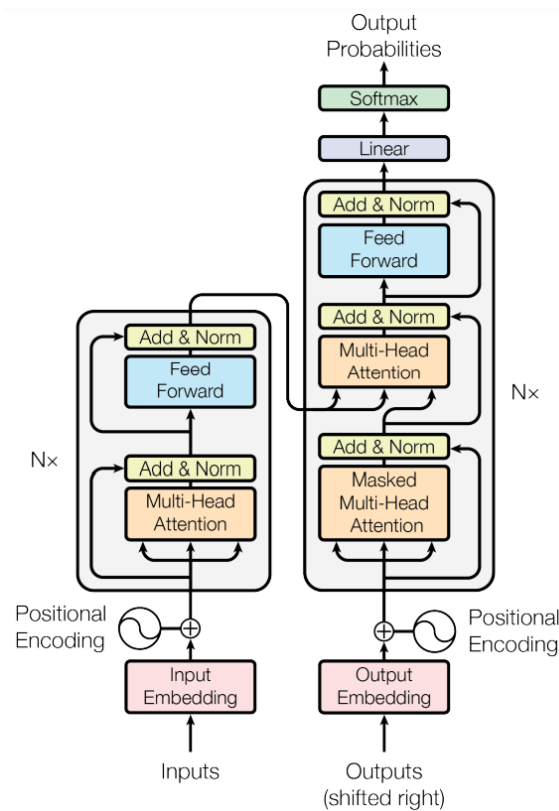 Output
Probabilities
Softmax
Linear
Add & Norm
Feed
Forward
Add & Norm
Multi-Head
Attention
Add & Norm
Masked
Multi-Head
Attention
N×
Add & Norm
Feed
Forward
Add & Norm
Multi-Head
Attention
N×
Positional
Encoding
Positional
Encoding
Input
Embedding
Output
Embedding
Inputs
Outputs
(shifted right)